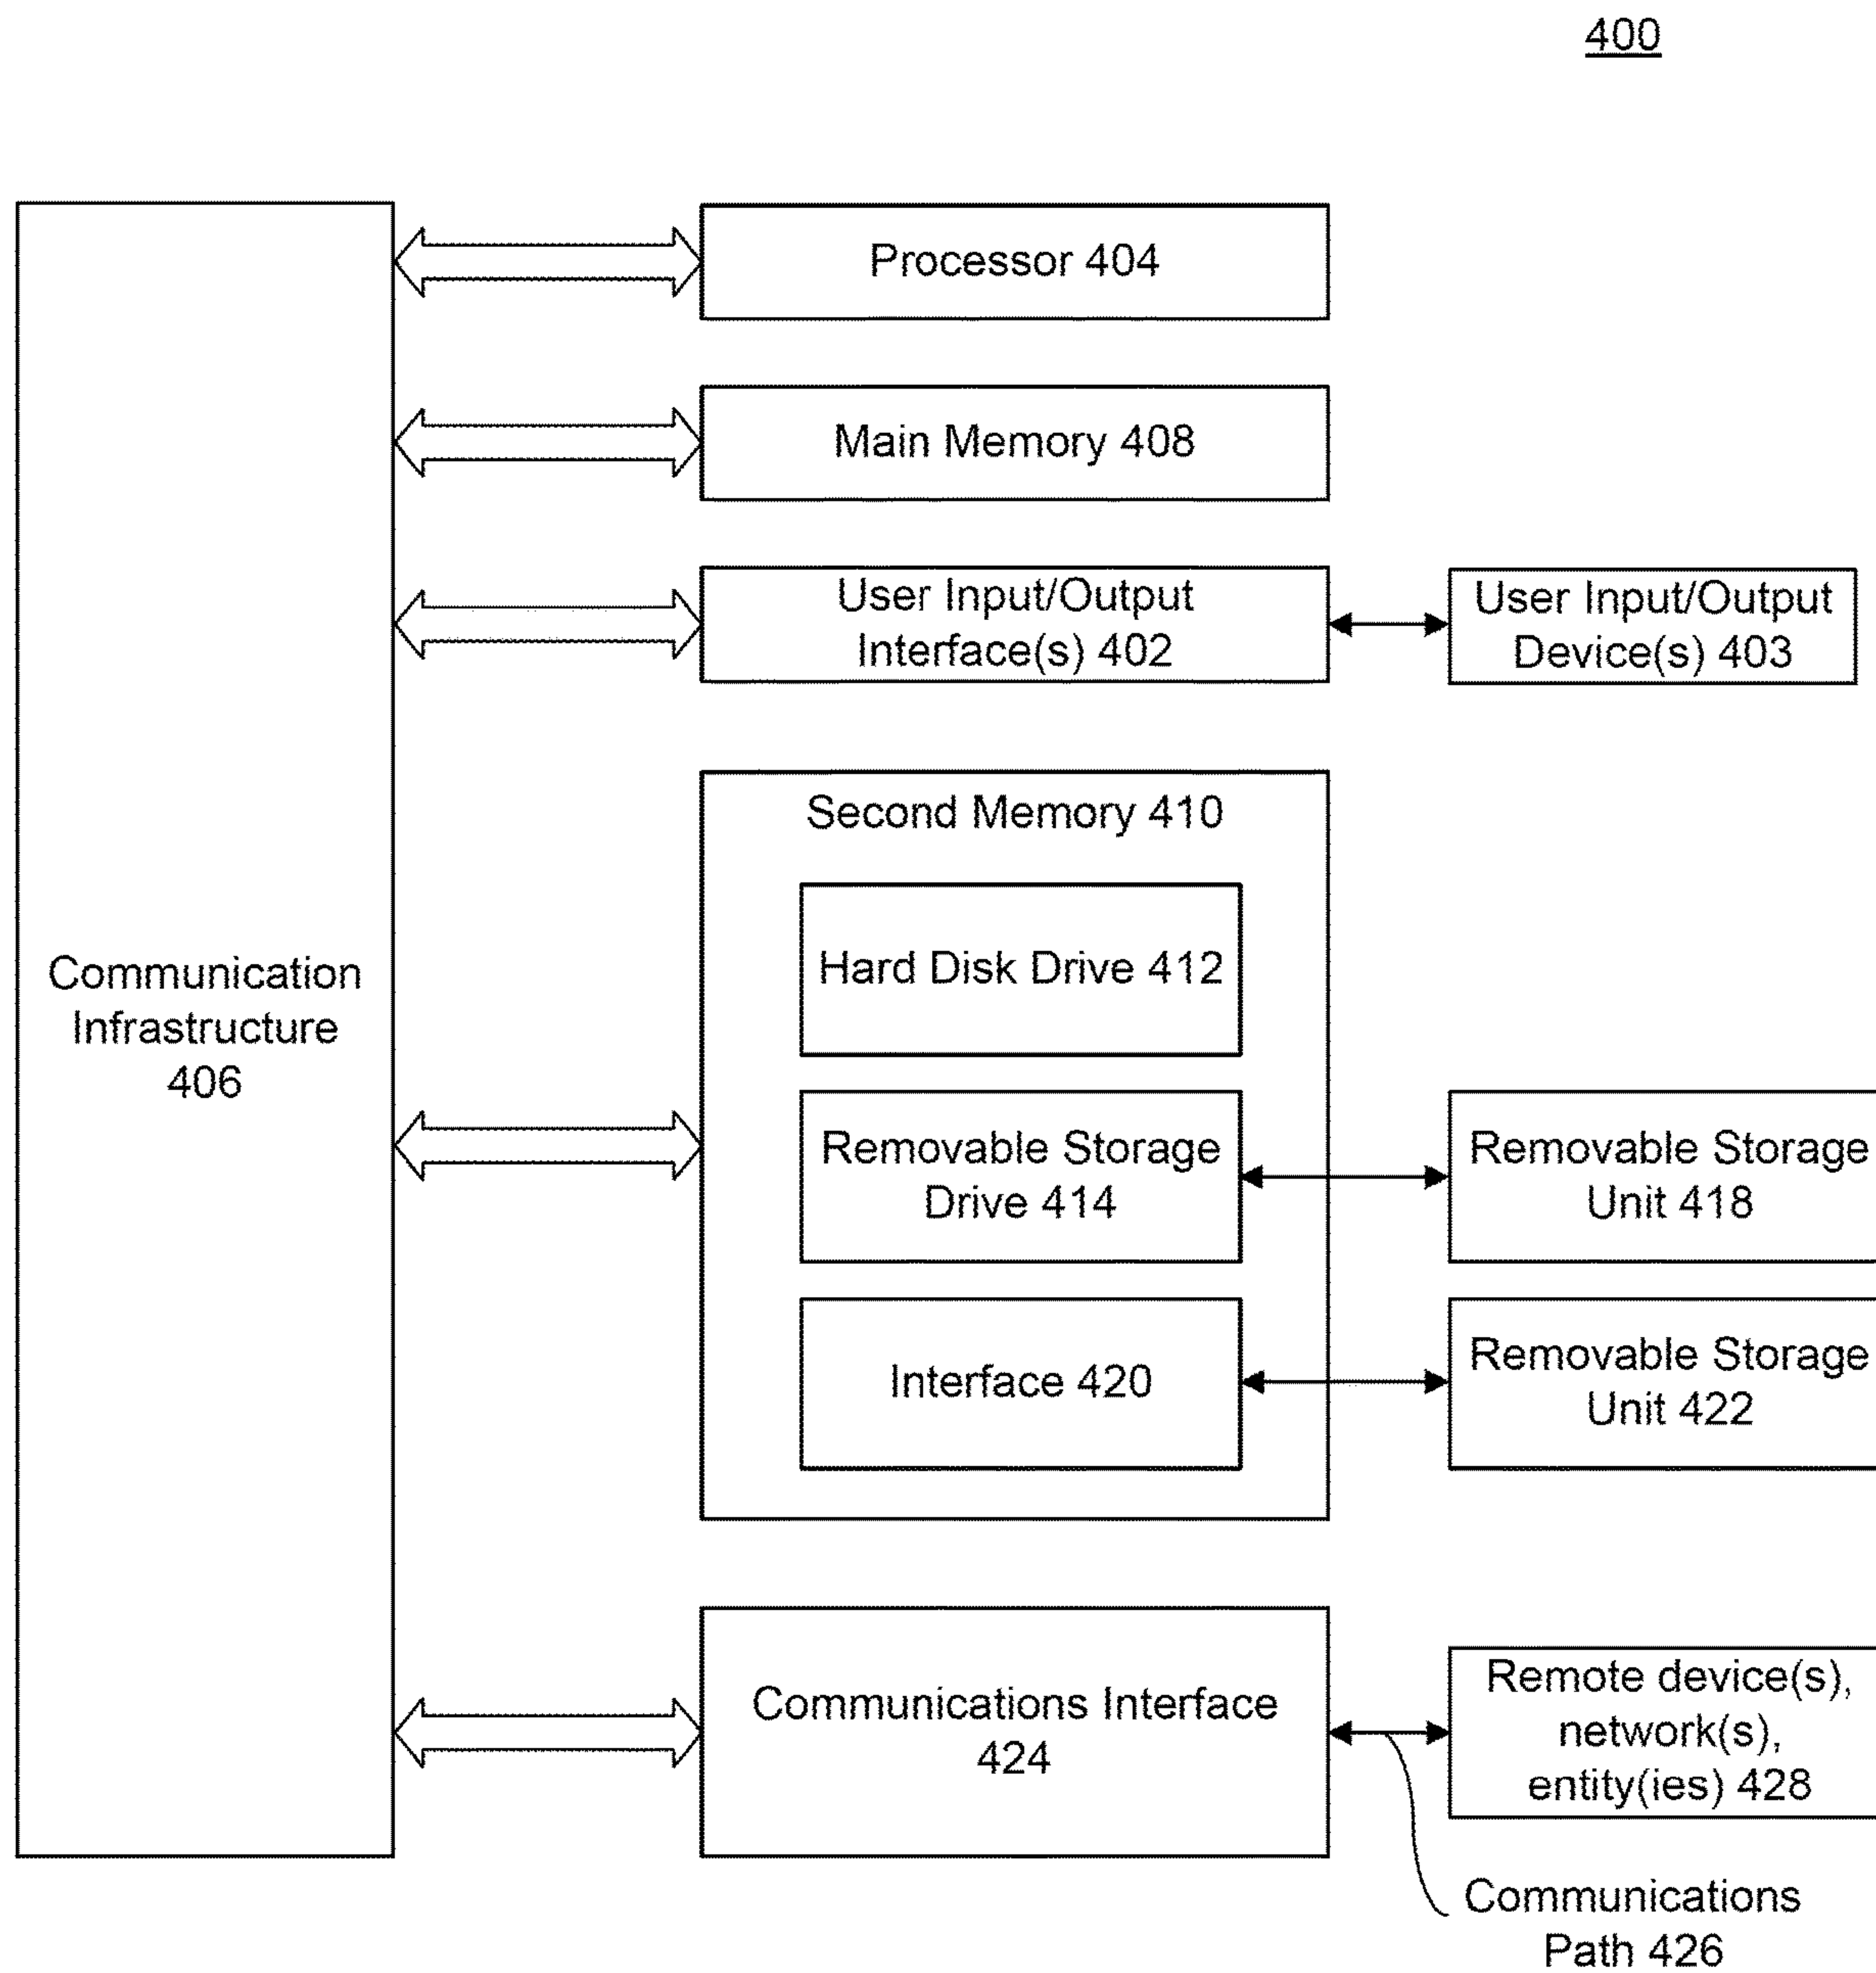 400
Processor 404
Main Memory 408
User Input/Output
Interface(s) 402
User Input/Output
Device(s) 403
Second Memory 410
Hard Disk Drive 412
Communication
Infrastructure
406
Removable Storage
Drive 414
Removable Storage
Unit 418
Interface 420
Removable Storage
Unit 422
Communications Interface
424
Remote device(s),
network(s),
entity(ies) 428
Communications
Path 426